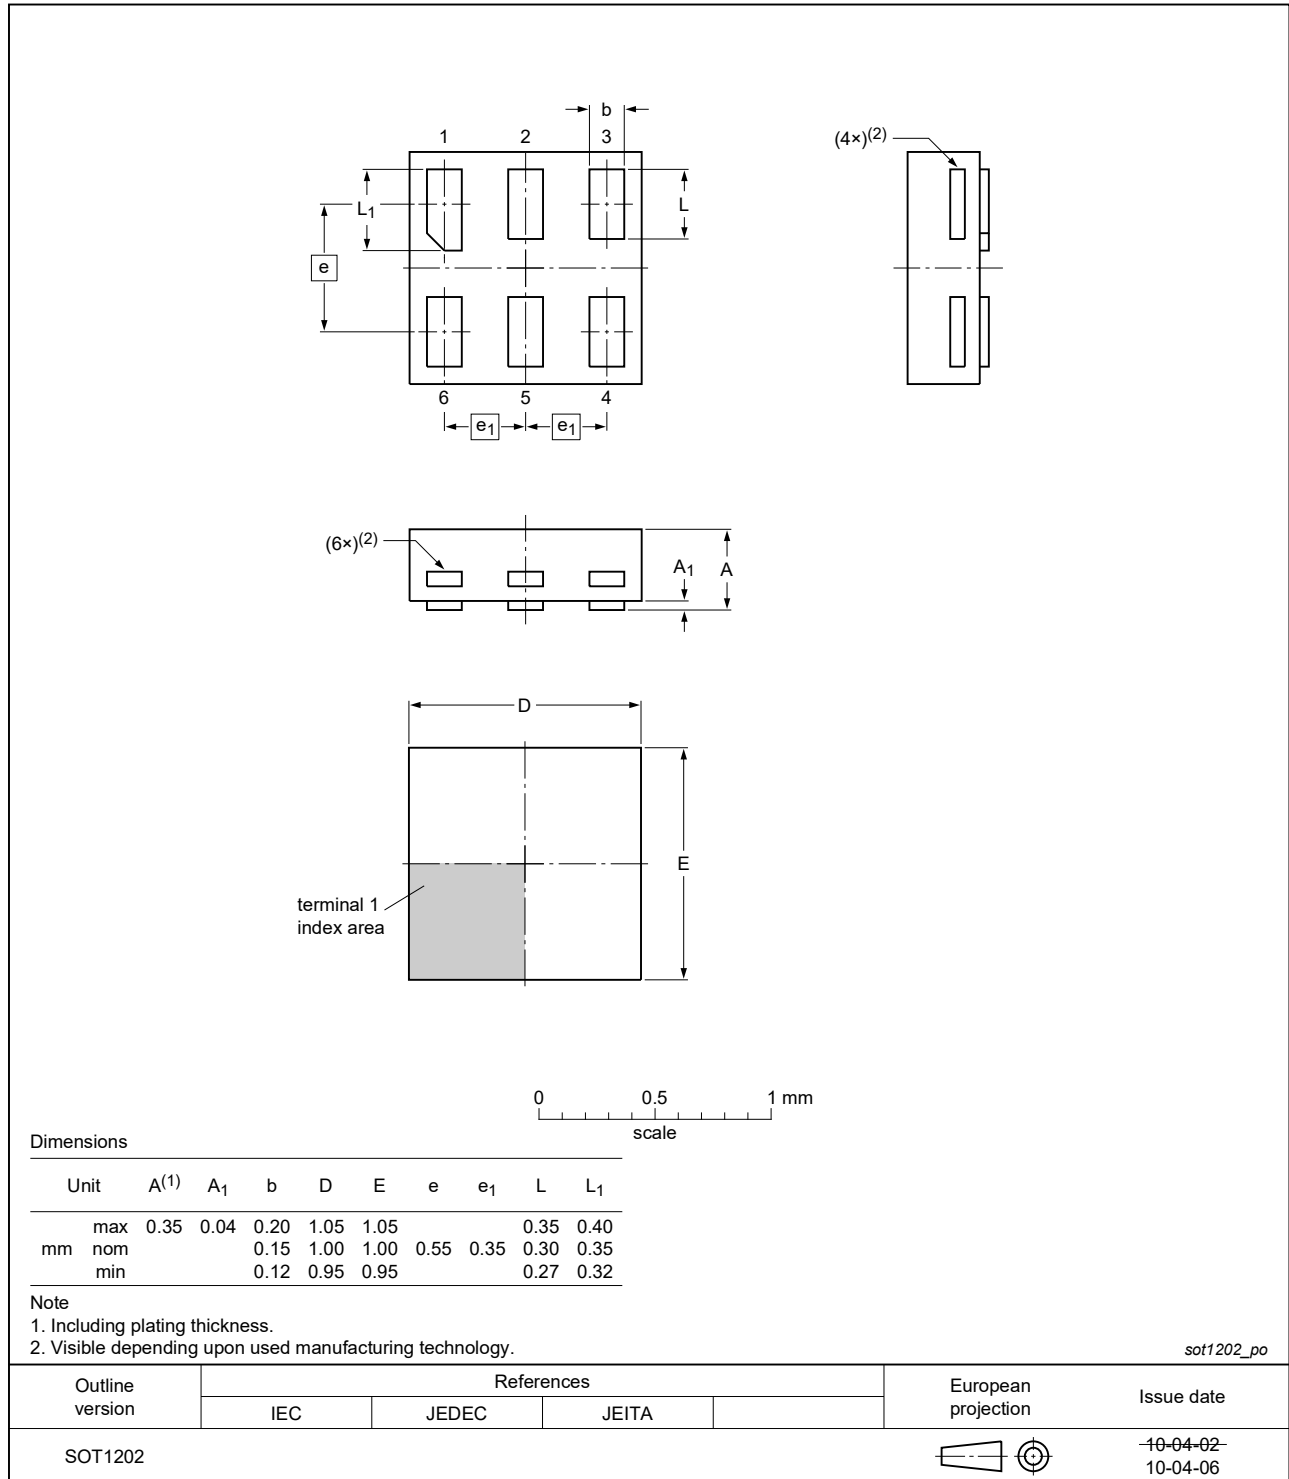 b
1 2 3
(4×)(2)
L1
L
e
6 5 4
e1 e1
(6×)(2)
A1 A
D
E
terminal 1
index area
0 0.5 1 mm
scale
Dimensions
Unit A(1) A1 b D E e e1 L L1
max 0.35 0.04 0.20 1.05 1.05 0.35 0.40
mm nom 0.15 1.00 1.00 0.55 0.35 0.30 0.35
min 0.12 0.95 0.95 0.27 0.32
Note
1. Including plating thickness.
2. Visible depending upon used manufacturing technology.
sot1202_po
Outline version
References
European projection
Issue date
IEC JEDEC JEITA
SOT1202
10-04-02
10-04-06